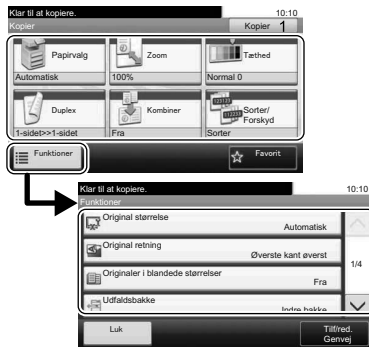 Klar til at kopiere. 10:10
Kopier Kopier 1
Papirvalg Zoom Tæthed
Automatisk 100% Normal 0
Duplex Kombiner Sorter/
Forskyd
1-sidet>>1-sidet Fra Sorter
Funktioner Favorit
Klar til at kopiere. 10:10
Funktioner
Original størrelse
Automatisk
Original retning
Øverste kant øverst
1/4
Originaler i blandede størrelser
Fra
Udfaldsbakke
Indre bakke
Luk Tilf/red.
Genvej